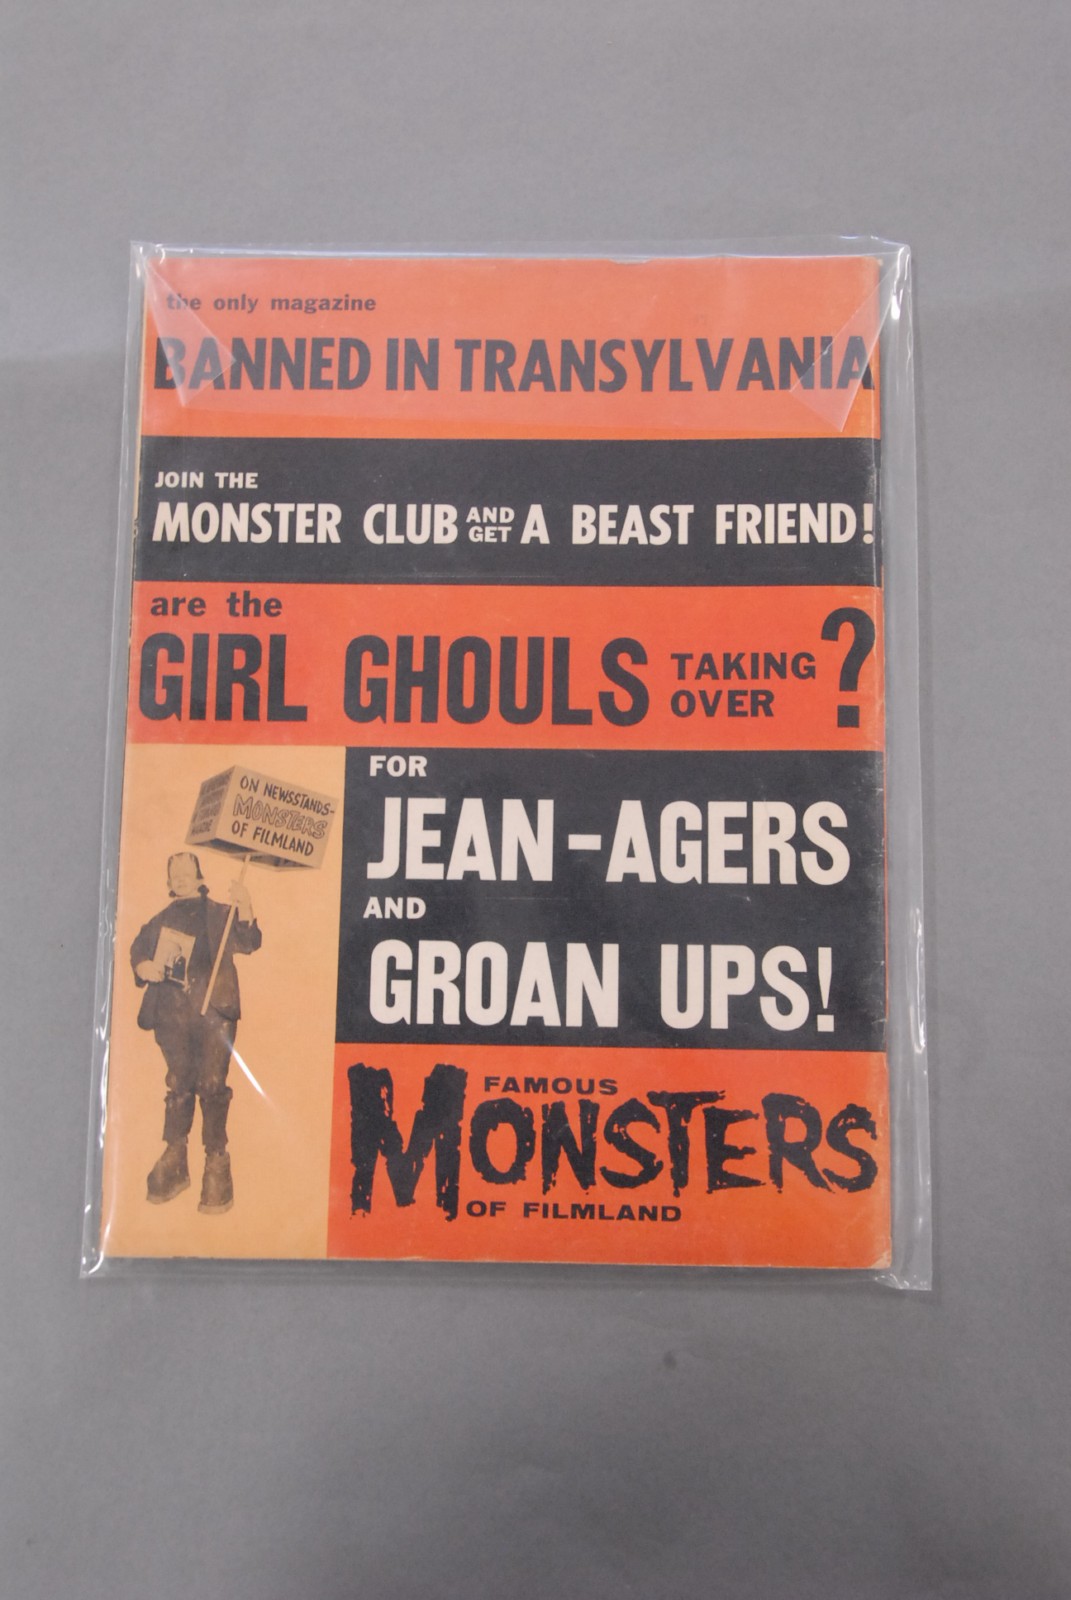 the only magazine
BANNED IN TRANSYLVANIA
JOIN THE
MONSTER CLUB AND GET A BEAST FRIEND!
are the
GIRL GHOULS TAKING OVER ?
FOR
JEAN-AGERS
AND
GROAN UPS!
ON NEWSSTANDS-
MONSTERS
OF FILMLAND
FAMOUS
MONSTERS
OF FILMLAND